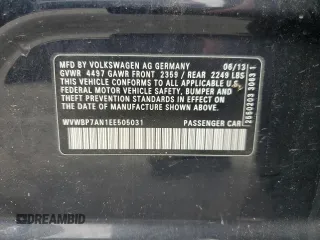 MFD. BY VOLKSWAGEN AG GERMANY 06/13
GVWR 4497 GAWR FRONT 2359 / REAR 2249 LBS
THIS VEHICLE CONFORMS TO ALL APPLICABLE U.S.
FEDERAL MOTOR VEHICLE SAFETY, BUMPER AND
THEFT PREVENTION STANDARDS IN EFFECT ON THE
DATE OF MANUFACTURE SHOWN ABOVE.
WVWBP7AN1EE505031 PASSENGER CAR
DREAMBID